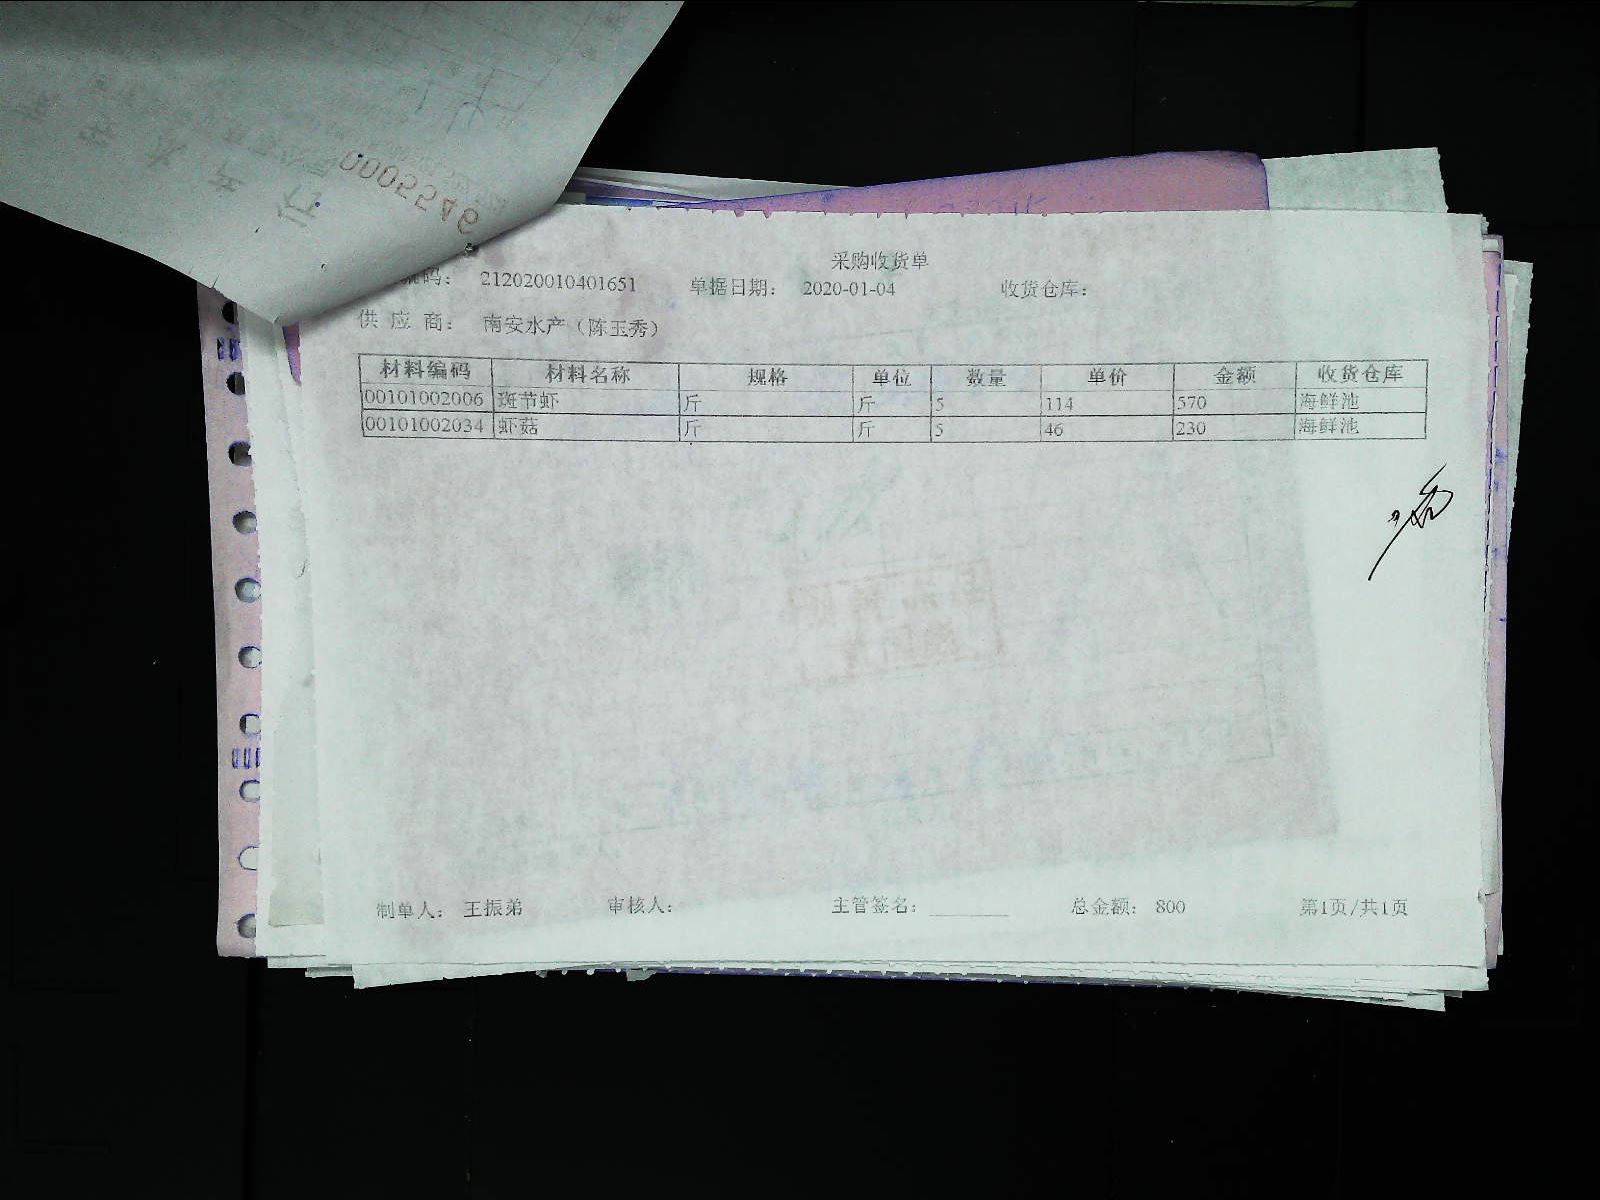 采购收货单
编码： 212020010401651 单据日期： 2020-01-04 收货仓库：
供 应 商： 南安水产（陈玉秀）
材料编码 材料名称 规格 单位 数量 单价 金额 收货仓库
00101002006 斑节虾 斤 斤 5 114 570 海鲜池
00101002034 虾菇 斤 斤 5 46 230 海鲜池
制单人： 王振弟 审核人： 主管签名： 总金额： 800 第1页/共1页